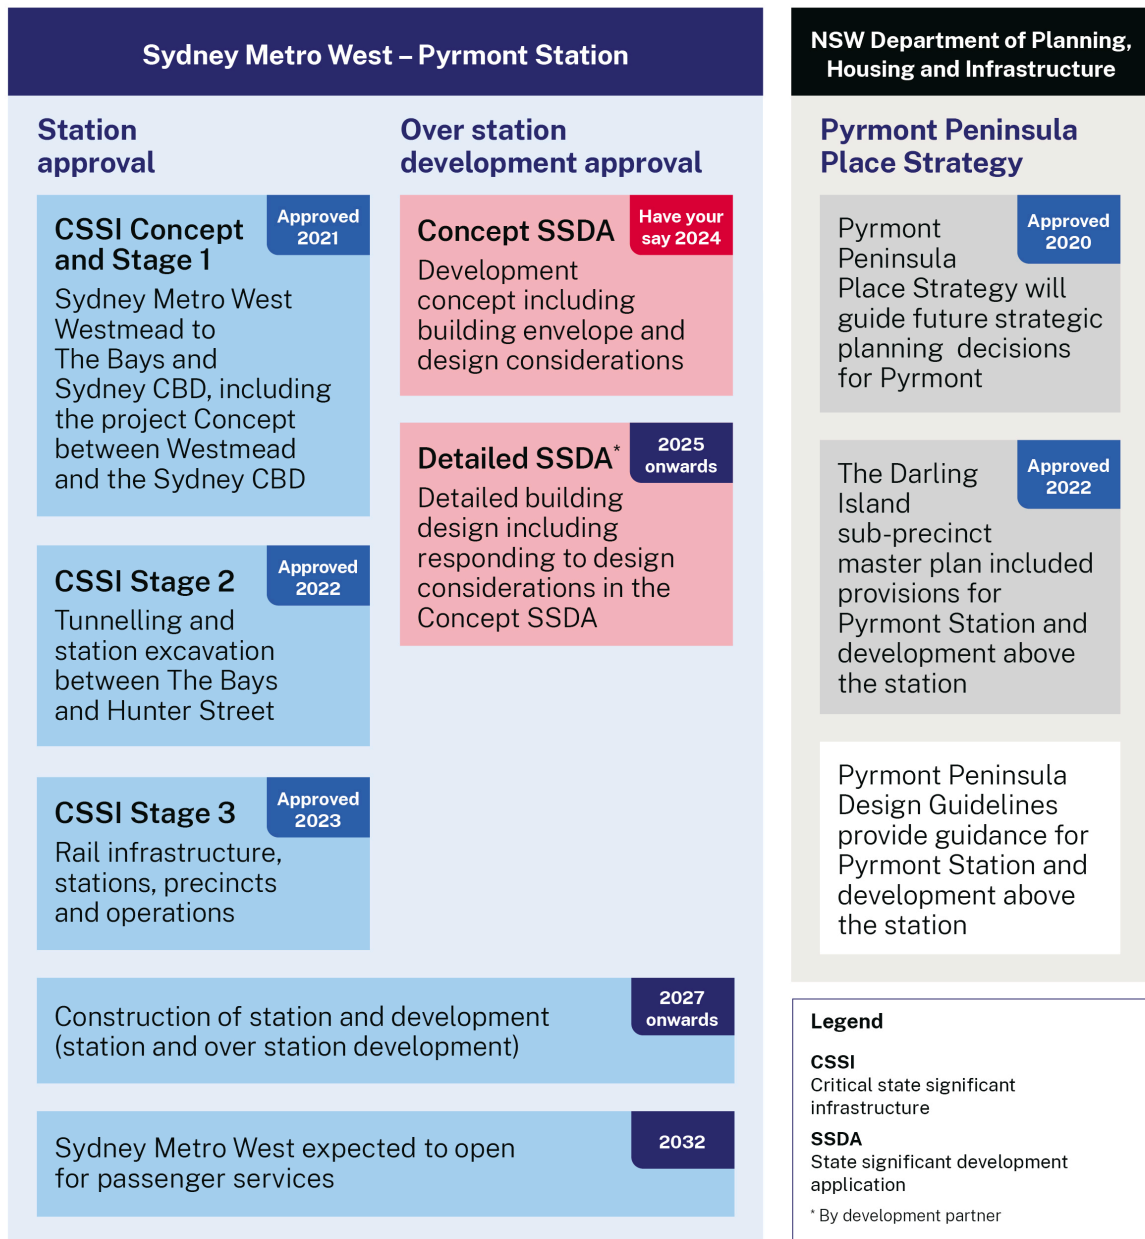 Sydney Metro West – Pyrmont Station
Station
approval
CSSI Concept
and Stage 1
Approved
2021
Sydney Metro West
Westmead to
The Bays and
Sydney CBD, including
the project Concept
between Westmead
and the Sydney CBD
CSSI Stage 2
Approved
2022
Tunnelling and
station excavation
between The Bays
and Hunter Street
CSSI Stage 3
Approved
2023
Rail infrastructure,
stations, precincts
and operations
Over station
development approval
Concept SSDA
Have your
say 2024
Development
concept including
building envelope and
design considerations
Detailed SSDA*
2025
onwards
Detailed building
design including
responding to design
considerations in the
Concept SSDA
Construction of station and development
(station and over station development)
2027
onwards
Sydney Metro West expected to open
for passenger services
2032
NSW Department of Planning,
Housing and Infrastructure
Pyrmont Peninsula
Place Strategy
Pyrmont
Peninsula
Place Strategy will
guide future strategic
planning decisions
for Pyrmont
Approved
2020
The Darling
Island
sub-precinct
master plan included
provisions for
Pyrmont Station and
development above
the station
Approved
2022
Pyrmont Peninsula
Design Guidelines
provide guidance for
Pyrmont Station and
development above
the station
Legend
CSSI
Critical state significant
infrastructure
SSDA
State significant development
application
* By development partner